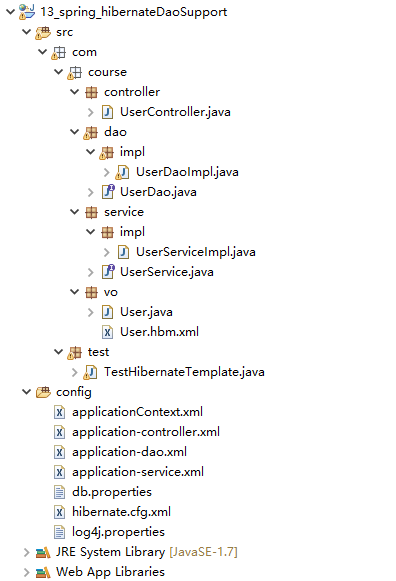 13_spring_hibernateDaoSupport
src
com
course
controller
UserController.java
dao
impl
UserDaoImpl.java
UserDao.java
service
impl
UserServiceImpl.java
UserService.java
vo
User.java
User.hbm.xml
test
TestHibernateTemplate.java
config
applicationContext.xml
application-controller.xml
application-dao.xml
application-service.xml
db.properties
hibernate.cfg.xml
log4j.properties
JRE System Library [JavaSE-1.7]
Web App Libraries